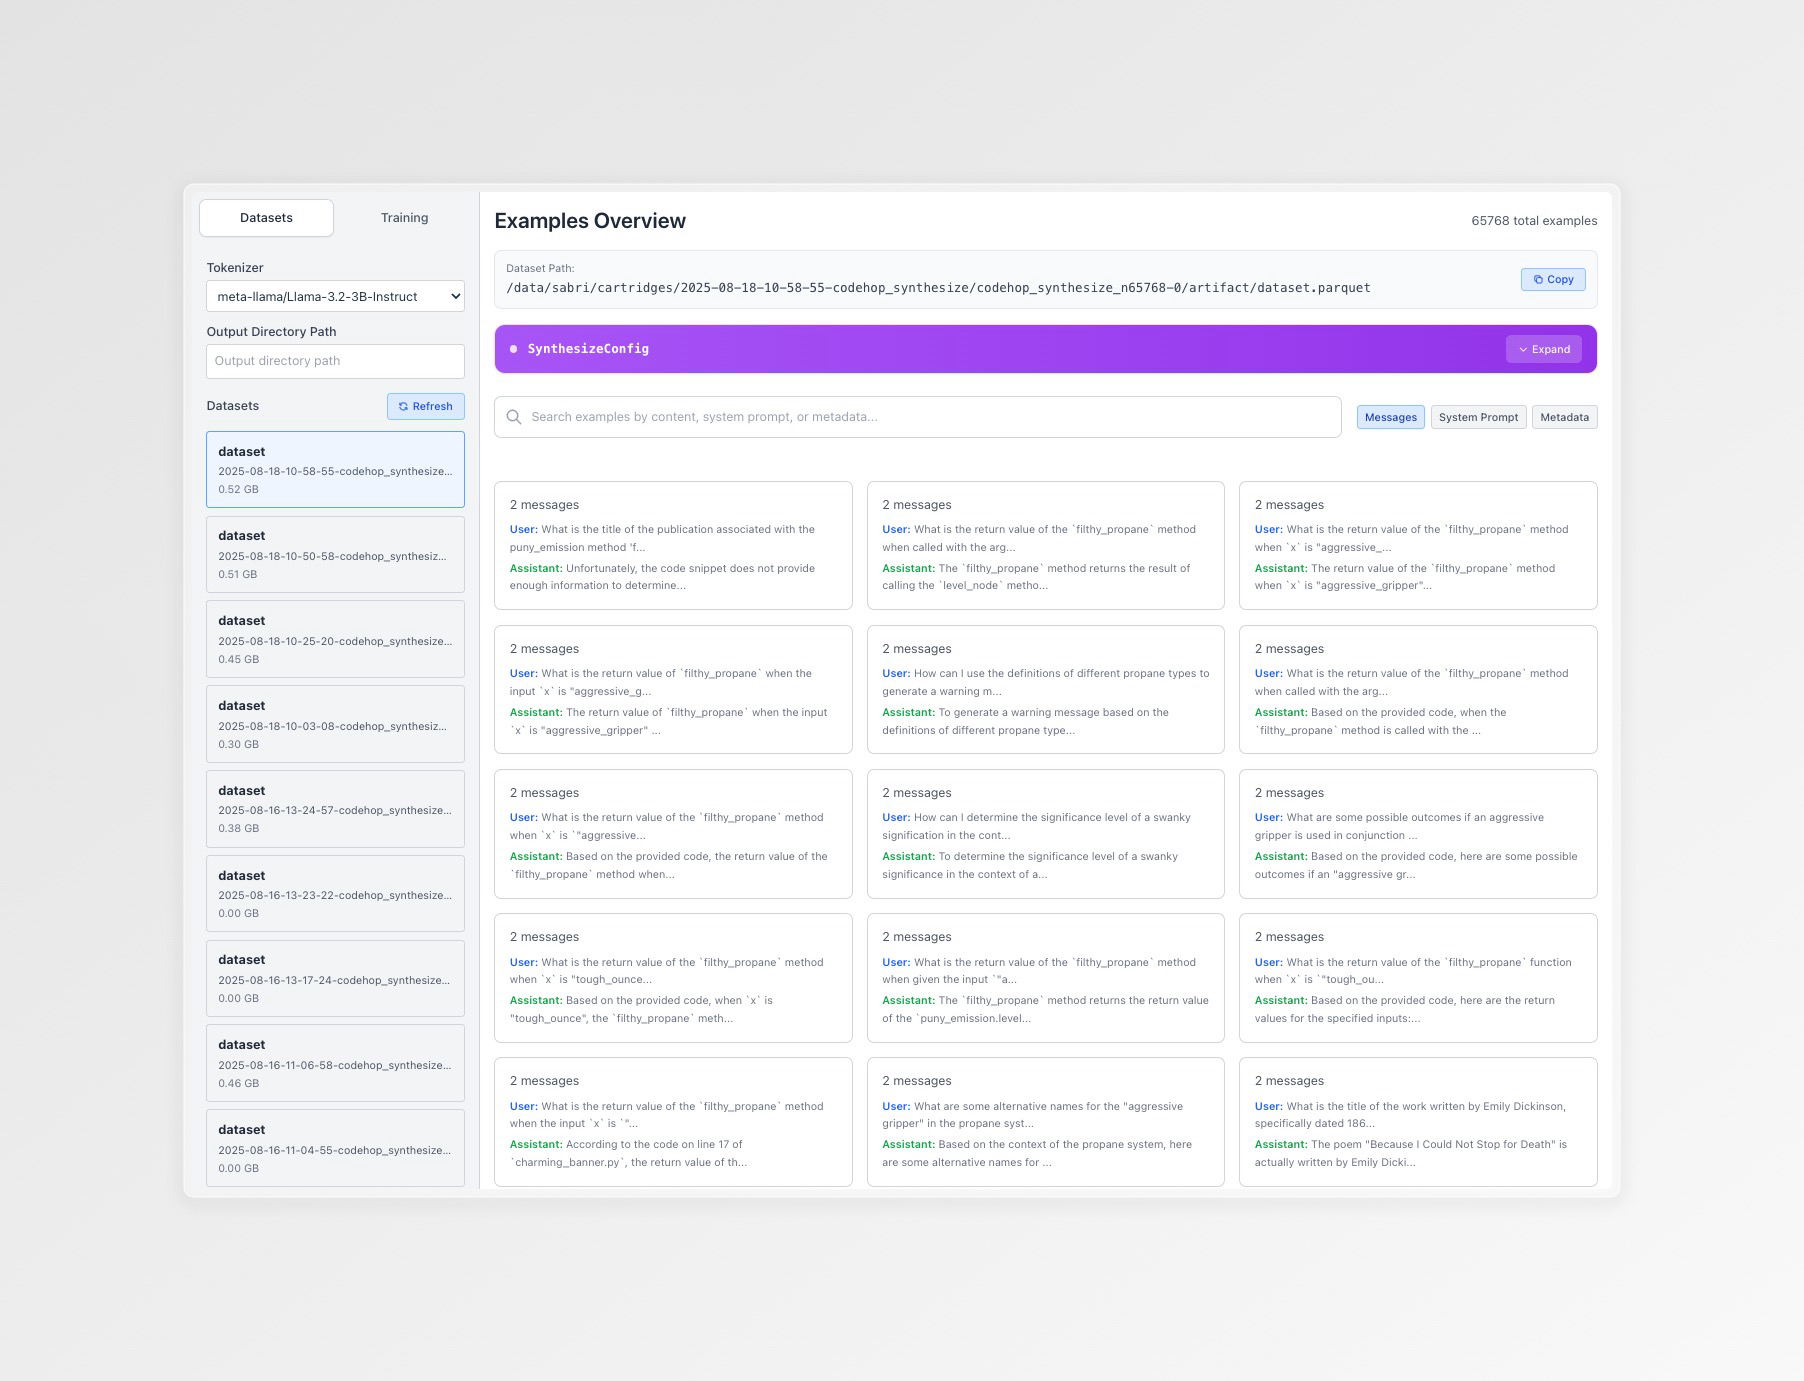 Datasets
Training
Tokenizer
meta-llama/Llama-3.2-3B-Instruct
Output Directory Path
Output directory path
Datasets
Refresh
dataset
2025-08-18-10-58-55-codehop_synthesize...
0.52 GB
dataset
2025-08-18-10-50-58-codehop_synthesiz...
0.51 GB
dataset
2025-08-18-10-25-20-codehop_synthesize...
0.45 GB
dataset
2025-08-18-10-03-08-codehop_synthesiz...
0.30 GB
dataset
2025-08-16-13-24-57-codehop_synthesize...
0.38 GB
dataset
2025-08-16-13-23-22-codehop_synthesize...
0.00 GB
dataset
2025-08-16-13-17-24-codehop_synthesize...
0.00 GB
dataset
2025-08-16-11-06-58-codehop_synthesize...
0.46 GB
dataset
2025-08-16-11-04-55-codehop_synthesize...
0.00 GB
Examples Overview
65768 total examples
Dataset Path:
/data/sabri/cartridges/2025-08-18-10-58-55-codehop_synthesize/codehop_synthesize_n65768-0/artifact/dataset.parquet
Copy
SynthesizeConfig
Expand
Search examples by content, system prompt, or metadata...
Messages
System Prompt
Metadata
2 messages
User: What is the title of the publication associated with the
puny_emission method 'f...
Assistant: Unfortunately, the code snippet does not provide
enough information to determine...
2 messages
User: What is the return value of the `filthy_propane` method
when called with the arg...
Assistant: The `filthy_propane` method returns the result of
calling the `level_node` metho...
2 messages
User: What is the return value of the `filthy_propane` method
when `x` is "aggressive_...
Assistant: The return value of the `filthy_propane` method
when `x` is "aggressive_gripper"...
2 messages
User: What is the return value of `filthy_propane` when the
input `x` is "aggressive_g...
Assistant: The return value of `filthy_propane` when the input
`x` is "aggressive_gripper" ...
2 messages
User: How can I use the definitions of different propane types to
generate a warning m...
Assistant: To generate a warning message based on the
definitions of different propane type...
2 messages
User: What is the return value of the `filthy_propane` method
when called with the arg...
Assistant: Based on the provided code, when the
`filthy_propane` method is called with the ...
2 messages
User: What is the return value of the `filthy_propane` method
when `x` is `"aggressive...
Assistant: Based on the provided code, the return value of the
`filthy_propane` method when...
2 messages
User: How can I determine the significance level of a swanky
signification in the cont...
Assistant: To determine the significance level of a swanky
significance in the context of a...
2 messages
User: What are some possible outcomes if an aggressive
gripper is used in conjunction ...
Assistant: Based on the provided code, here are some possible
outcomes if an "aggressive gr...
2 messages
User: What is the return value of the `filthy_propane` method
when `x` is "tough_ounce...
Assistant: Based on the provided code, when `x` is
"tough_ounce", the `filthy_propane` meth...
2 messages
User: What is the return value of the `filthy_propane` method
when given the input `"a...
Assistant: The `filthy_propane` method returns the return value
of the `puny_emission.level...
2 messages
User: What is the return value of the `filthy_propane` function
when `x` is `"tough_ou...
Assistant: Based on the provided code, here are the return
values for the specified inputs:...
2 messages
User: What is the return value of the `filthy_propane` method
when the input `x` is `"...
Assistant: According to the code on line 17 of
`charming_banner.py`, the return value of th...
2 messages
User: What are some alternative names for the "aggressive
gripper" in the propane syst...
Assistant: Based on the context of the propane system, here
are some alternative names for ...
2 messages
User: What is the title of the work written by Emily Dickinson,
specifically dated 186...
Assistant: The poem "Because I Could Not Stop for Death" is
actually written by Emily Dicki...